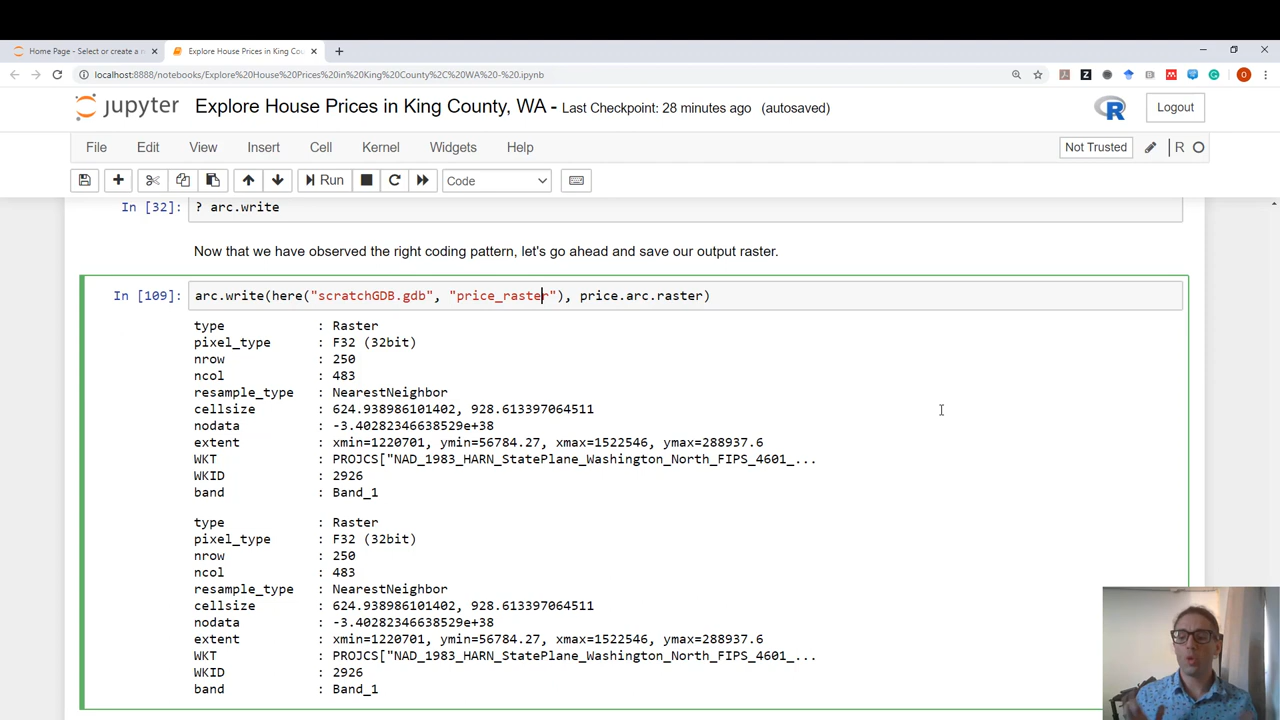 Home Page - Select or create a n
Explore House Prices in King Cou
localhost:8888/notebooks/Explore%20House%20Prices%20in%20King%20County%2C%20WA%20-%20.ipynb
O
jupyter Explore House Prices in King County, WA - Last Checkpoint: 28 minutes ago (autosaved) Logout
File Edit View Insert Cell Kernel Widgets Help Not Trusted R
Run Code
In [32]: ? arc.write
Now that we have observed the right coding pattern, let's go ahead and save our output raster.
In [109]: arc.write(here("scratchGDB.gdb", "price_raster"), price.arc.raster)
type : Raster
pixel_type : F32 (32bit)
nrow : 250
ncol : 483
resample_type : NearestNeighbor
cellsize : 624.938986101402, 928.613397064511
nodata : -3.40282346638529e+38
extent : xmin=1220701, ymin=56784.27, xmax=1522546, ymax=288937.6
WKT : PROJCS["NAD_1983_HARN_StatePlane_Washington_North_FIPS_4601_...
WKID : 2926
band : Band_1
type : Raster
pixel_type : F32 (32bit)
nrow : 250
ncol : 483
resample_type : NearestNeighbor
cellsize : 624.938986101402, 928.613397064511
nodata : -3.40282346638529e+38
extent : xmin=1220701, ymin=56784.27, xmax=1522546, ymax=288937.6
WKT : PROJCS["NAD_1983_HARN_StatePlane_Washington_North_FIPS_4601_...
WKID : 2926
band : Band_1